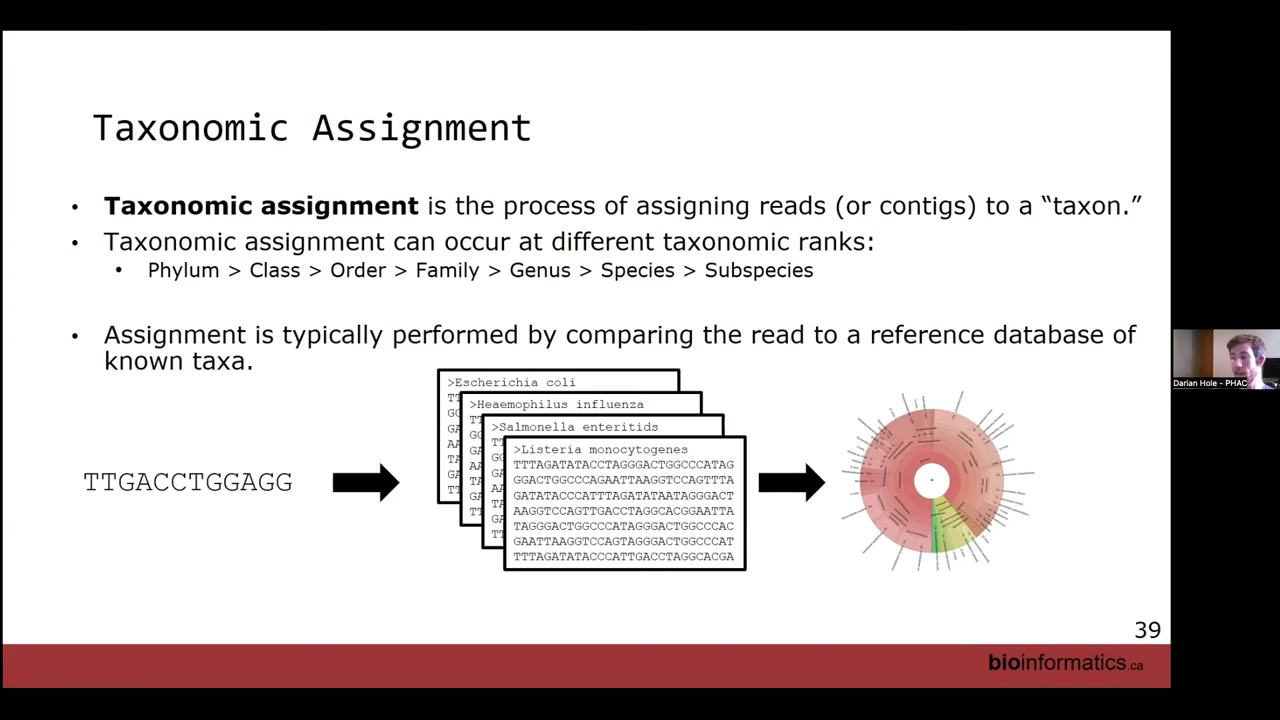 Taxonomic Assignment
• Taxonomic assignment is the process of assigning reads (or contigs) to a “taxon.”
• Taxonomic assignment can occur at different taxonomic ranks:
• Phylum > Class > Order > Family > Genus > Species > Subspecies
• Assignment is typically performed by comparing the read to a reference database of
known taxa.
TTGACCTGGAGG
>Escherichia coli
>Heaemophilus influenza
>Salmonella enteritids
>Listeria monocytogenes
TTTAGATATACCTAGGGACTGGCCCATAG
GGACTGGCCCAGAATTAAGGTCCAGTTTA
GATATACCCATTTAGATATAATAGGGACT
AAGGTCCAGTTGACCTAGGCACGGAATTA
TAGGGACTGGCCCATAGGGACTGGCCCAC
GAATTAAGGTCCAGTAGGGACTGGCCCAT
TTTAGATATACCCATTGACCTAGGCACGA
Darian Hole - PHAC
39
bioinformatics.ca